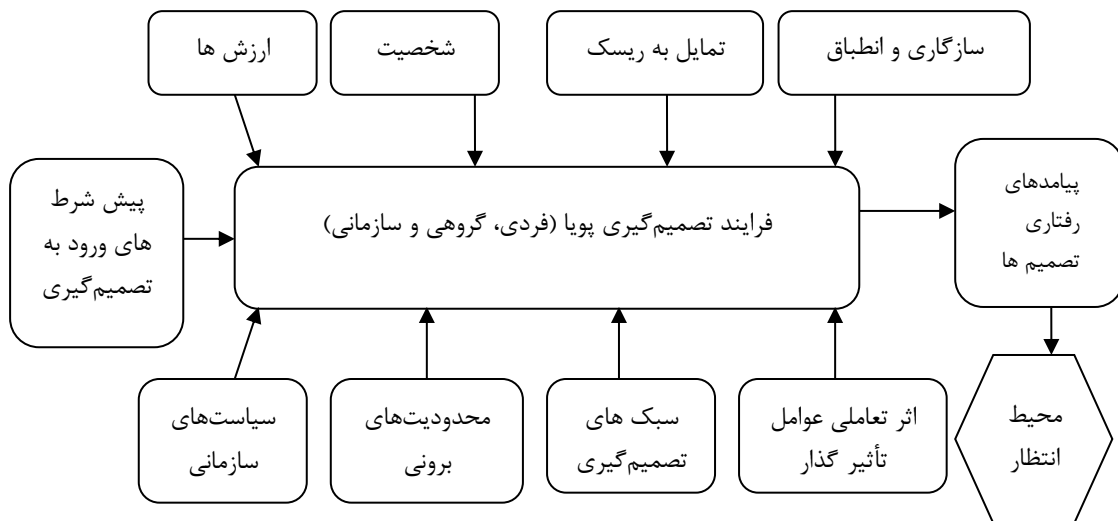 سازگاری و انطباق
تمایل به ریسک
شخصیت
ارزش ها
پیش شرط
های ورود به
تصمیم‌گیری
فرایند تصمیم‌گیری پویا (فردی، گروهی و سازمانی)
پیامدهای
رفتاری
تصمیم ها
اثر تعاملی عوامل
تأثیر گذار
سبک های
تصمیم‌گیری
محدودیت‌های
برونی
سیاست‌های
سازمانی
محیط
انتظار